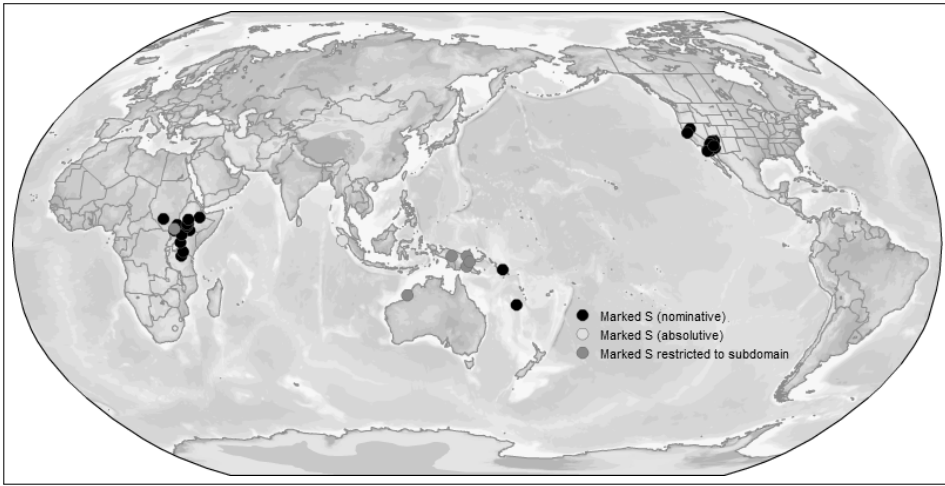 Marked S (nominative)
Marked S (absolutive)
Marked S restricted to subdomain